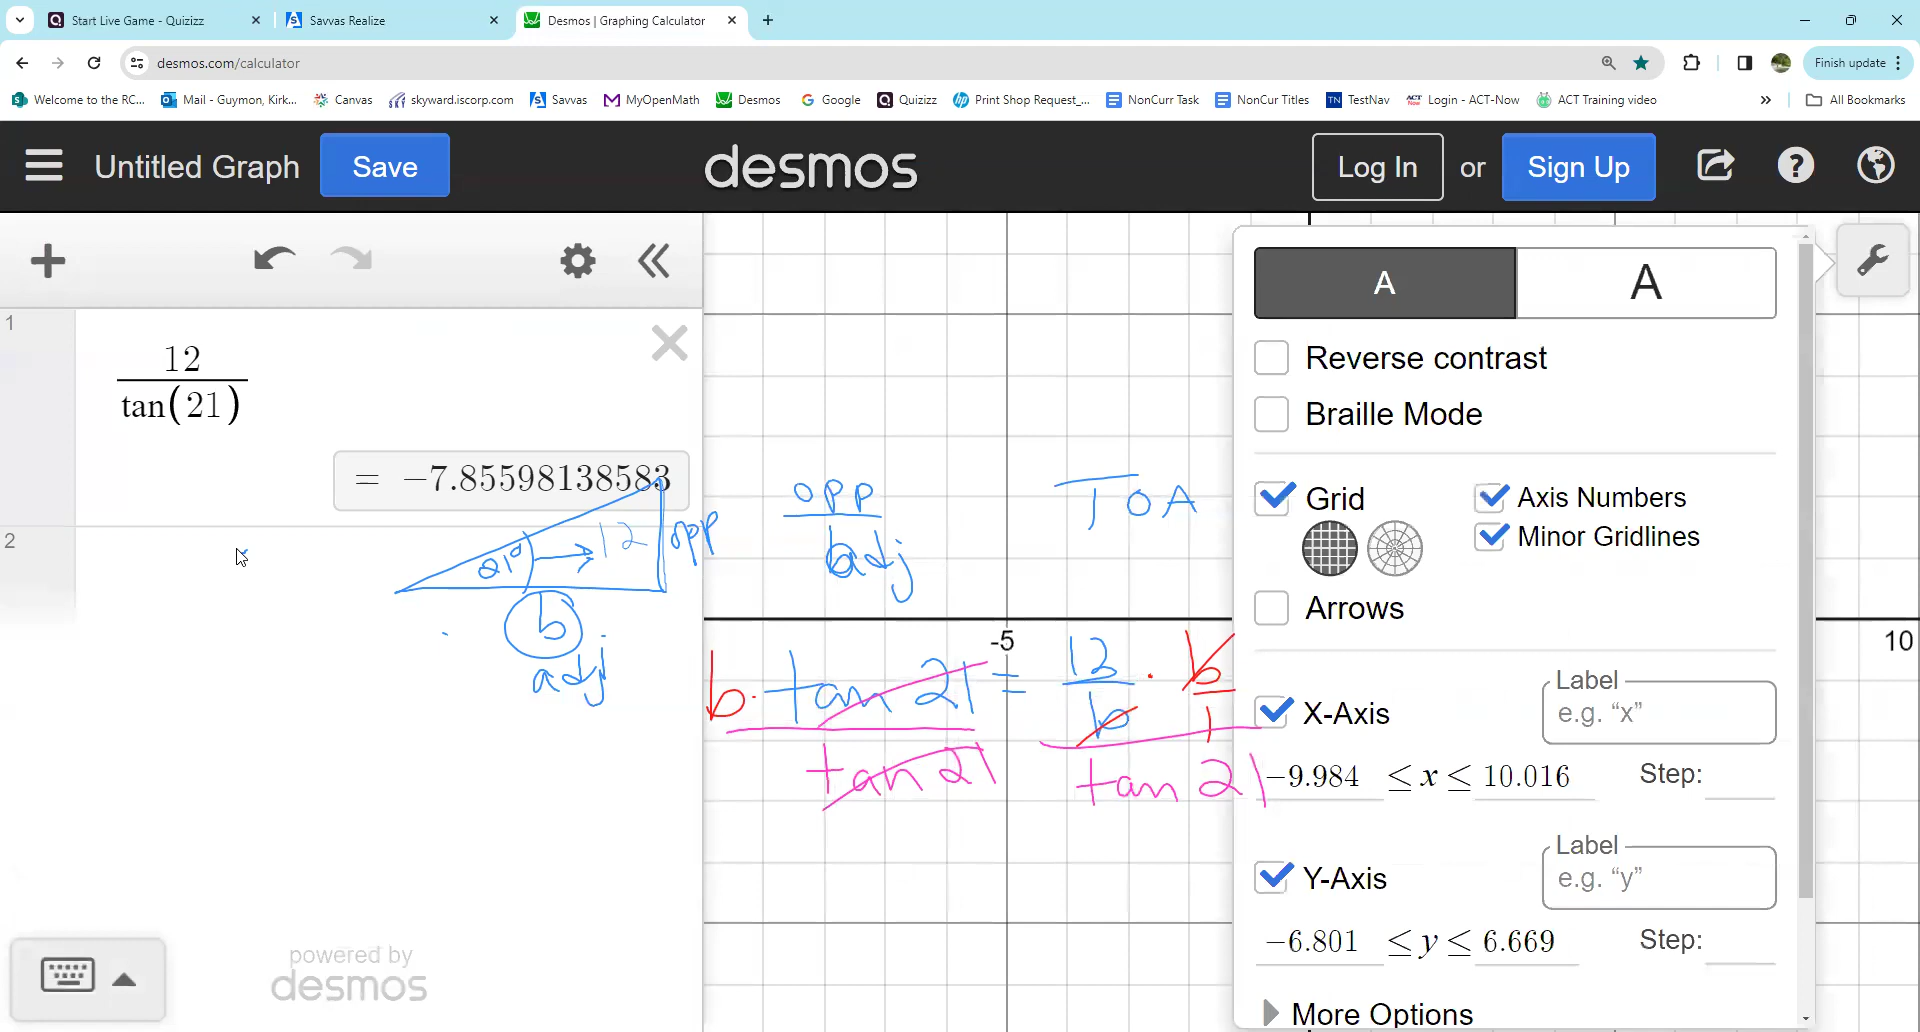 Start Live Game - Quizizz
Savvas Realize
Desmos | Graphing Calculator
desmos.com/calculator
Finish update
Welcome to the RC...
Mail - Guymon, Kirk...
Canvas
skyward.iscorp.com
Savvas
MyOpenMath
Desmos
Google
Quizizz
Print Shop Request_...
NonCurr Task
NonCur Titles
TestNav
Login - ACT-Now
ACT Training video
All Bookmarks
Untitled Graph
Save
desmos
Log In
or
Sign Up
1
12
tan(21)
= −7.85598138583
2
21°
12
opp
b
adj
opp
adj
TOA
-5
10
b · tan 21 = 12/b · b/1
tan 21
tan 21
powered by
desmos
A
A
Reverse contrast
Braille Mode
Grid
Axis Numbers
Minor Gridlines
Arrows
X-Axis
Label
e.g. “x”
−9.984 ≤ x ≤ 10.016
Step:
Y-Axis
Label
e.g. “y”
−6.801 ≤ y ≤ 6.669
Step:
More Options